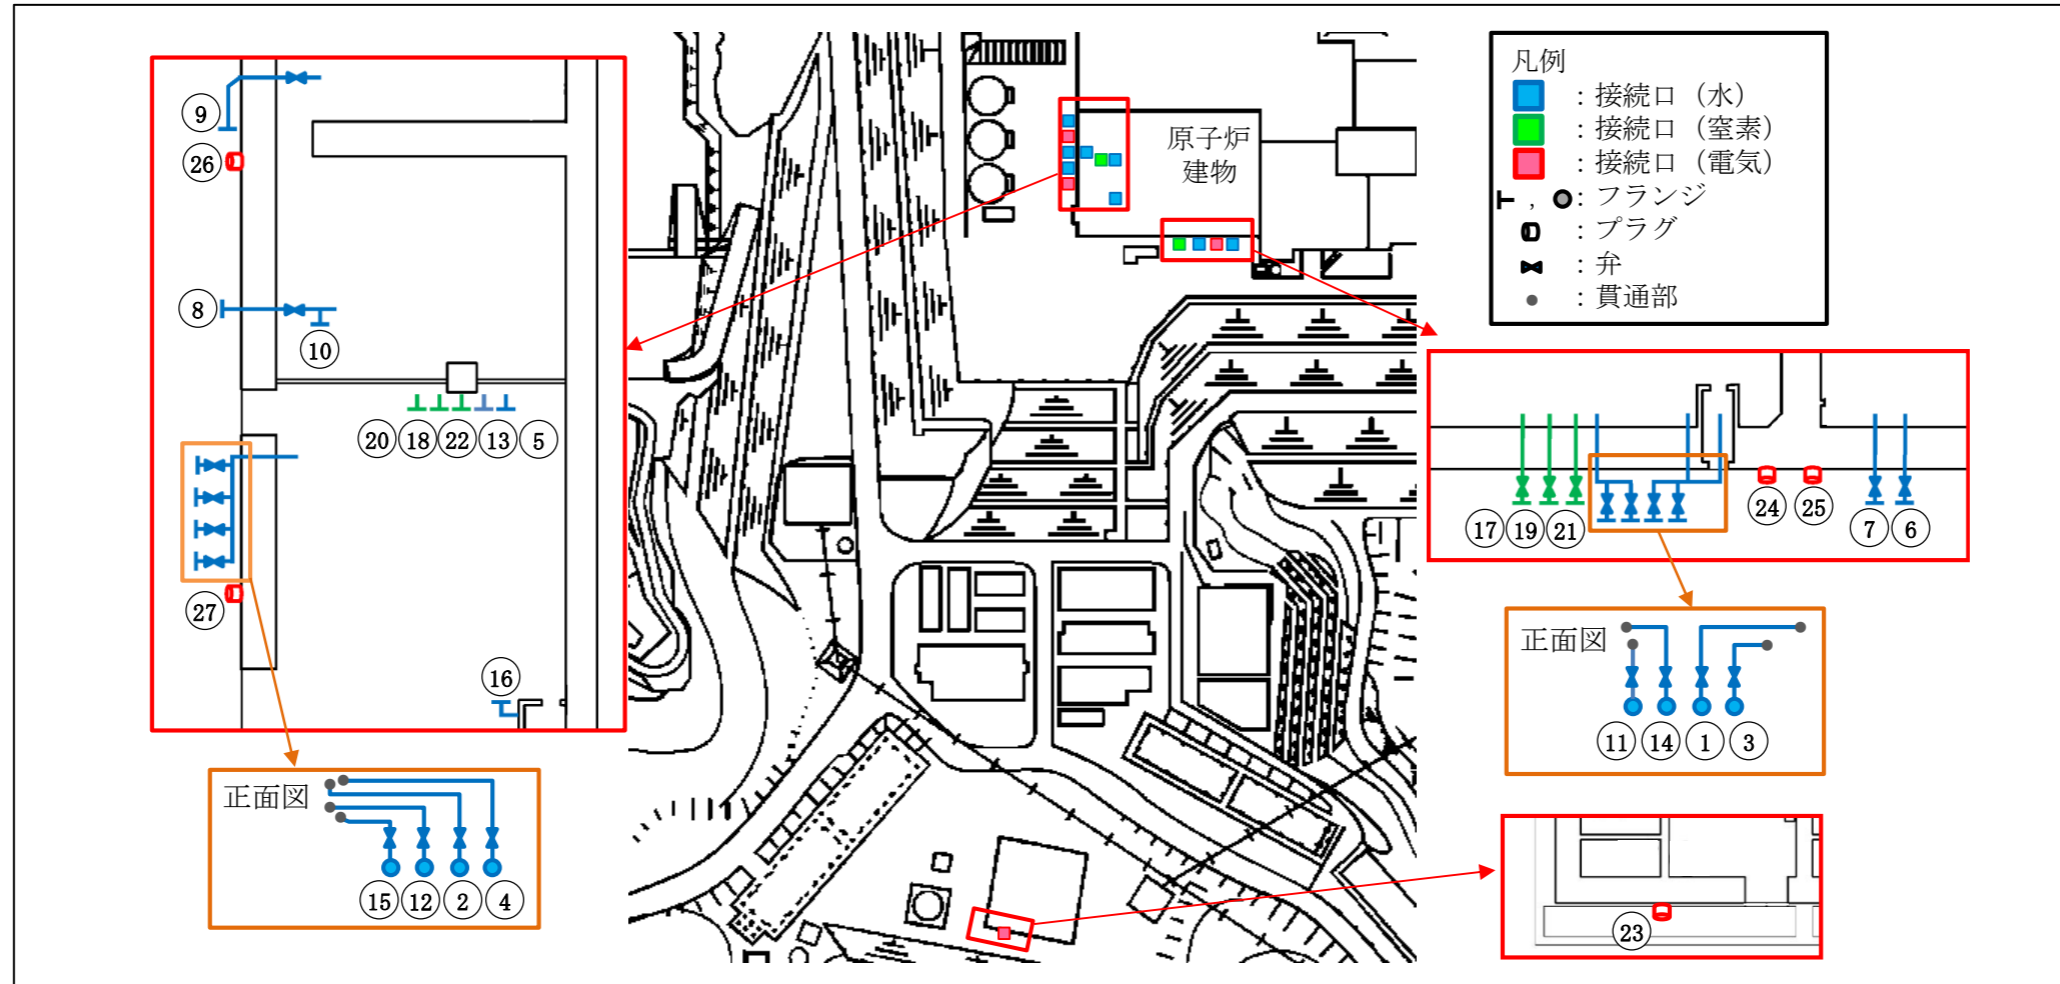 凡例
：接続口（水）
：接続口（窒素）
：接続口（電気）
，　：フランジ
：プラグ
：弁
：貫通部
原子炉
建物
9
26
8
10
20 18 22 13 5
27
16
正面図
15 12 2 4
17 19 21
24 25
7 6
正面図
11 14 1 3
23